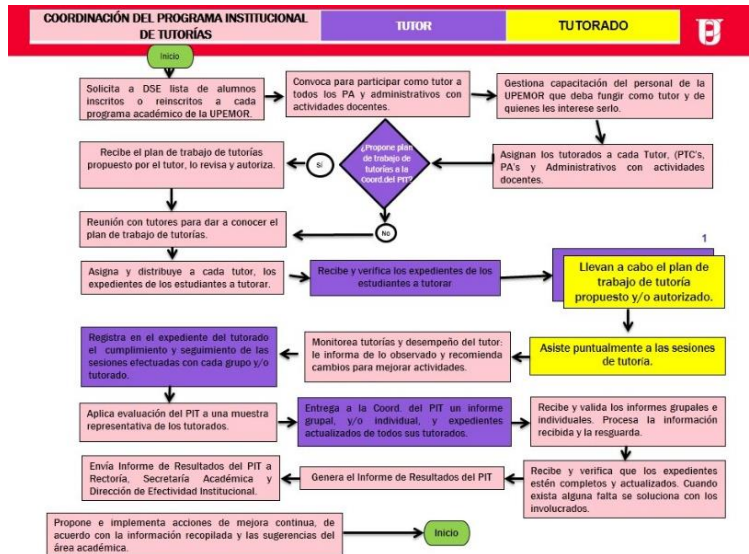 COORDINACIÓN DEL PROGRAMA INSTITUCIONAL
DE TUTORÍAS
TUTOR
TUTORADO
Inicio
Solicita a DSE lista de alumnos
inscritos o reinscritos a cada
programa académico de la UPEMOR.
Convoca para participar como tutor a
todos los PA y administrativos con
actividades docentes.
Gestiona capacitación del personal de la
UPEMOR que deba fungir como tutor y de
quienes les interese serlo.
Recibe el plan de trabajo de tutorías
propuesto por el tutor, lo revisa y autoriza.
Sí
¿Propone plan
de trabajo de
tutorías a la
Coord.del PIT?
Asignan los tutorados a cada Tutor, (PTC's,
PA's y Administrativos con actividades
docentes.
No
Reunión con tutores para dar a conocer el
plan de trabajo de tutorías.
Asigna y distribuye a cada tutor, los
expedientes de los estudiantes a tutorar.
Recibe y verifica los expedientes de los
estudiantes a tutorar
1
Llevan a cabo el plan de
trabajo de tutoría
propuesto y/o autorizado.
Registra en el expediente del tutorado
el cumplimiento y seguimiento de las
sesiones efectuadas con cada grupo y/o
tutorado.
Monitorea tutorías y desempeño del tutor:
le informa de lo observado y recomienda
cambios para mejorar actividades.
Asiste puntualmente a las sesiones
de tutoría.
Aplica evaluación del PIT a una muestra
representativa de los tutorados.
Entrega a la Coord. del PIT un informe
grupal, y/o individual, y expedientes
actualizados de todos sus tutorados.
Recibe y valida los informes grupales e
individuales. Procesa la información
recibida y la resguarda.
Envía Informe de Resultados del PIT a
Rectoría, Secretaría Académica y
Dirección de Efectividad Institucional.
Genera el Informe de Resultados del PIT
Recibe y verifica que los expedientes
estén completos y actualizados. Cuando
exista alguna falta se soluciona con los
involucrados.
Propone e implementa acciones de mejora continua, de
acuerdo con la información recopilada y las sugerencias del
área académica.
Inicio